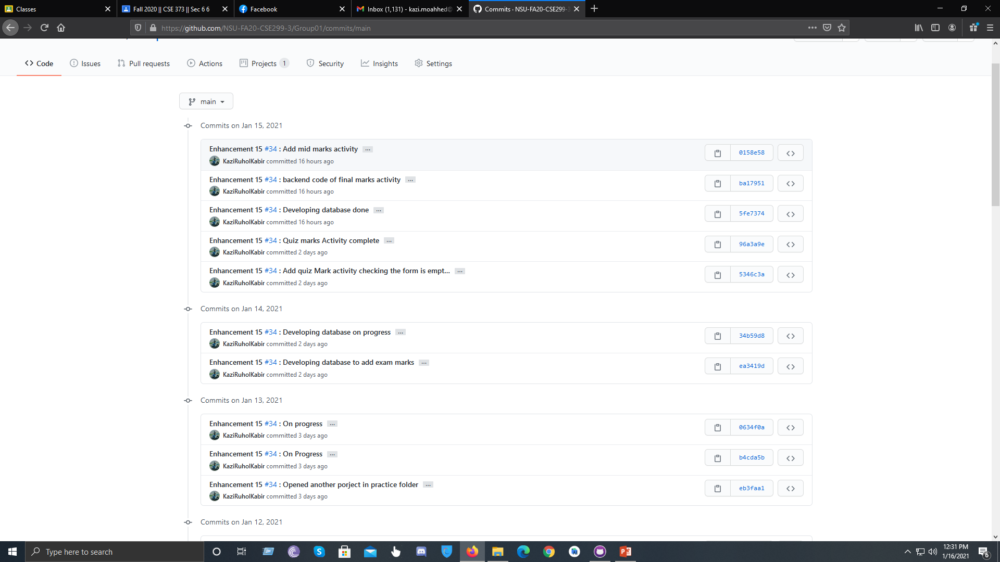 Classes
Fall 2020 || CSE 373 || Sec 6 6
Facebook
Inbox (1,131) - kazi.moahhed@
Commits · NSU-FA20-CSE299-3
https://github.com/NSU-FA20-CSE299-3/Group01/commits/main
Code
Issues
Pull requests
Actions
Projects 1
Security
Insights
Settings
main
Commits on Jan 15, 2021
Enhancement 15 #34 : Add mid marks activity ...
KaziRuholKabir committed 16 hours ago
0158e58
Enhancement 15 #34 : backend code of final marks activity ...
KaziRuholKabir committed 16 hours ago
ba17951
Enhancement 15 #34 : Developing database done ...
KaziRuholKabir committed 16 hours ago
5fe7374
Enhancement 15 #34 : Quiz marks Activity complete ...
KaziRuholKabir committed 2 days ago
96a3a9e
Enhancement 15 #34 : Add quiz Mark activity checking the form is empt... ...
KaziRuholKabir committed 2 days ago
5346c3a
Commits on Jan 14, 2021
Enhancement 15 #34 : Developing database on progress ...
KaziRuholKabir committed 2 days ago
34b59d8
Enhancement 15 #34 : Developing database to add exam marks ...
KaziRuholKabir committed 2 days ago
ea3419d
Commits on Jan 13, 2021
Enhancement 15 #34 : On progress ...
KaziRuholKabir committed 3 days ago
0634f0a
Enhancement 15 #34 : On Progress ...
KaziRuholKabir committed 3 days ago
b4cda5b
Enhancement 15 #34 : Opened another porject in practice folder ...
KaziRuholKabir committed 3 days ago
eb3faa1
Commits on Jan 12, 2021
Type here to search
12:31 PM
1/16/2021
6